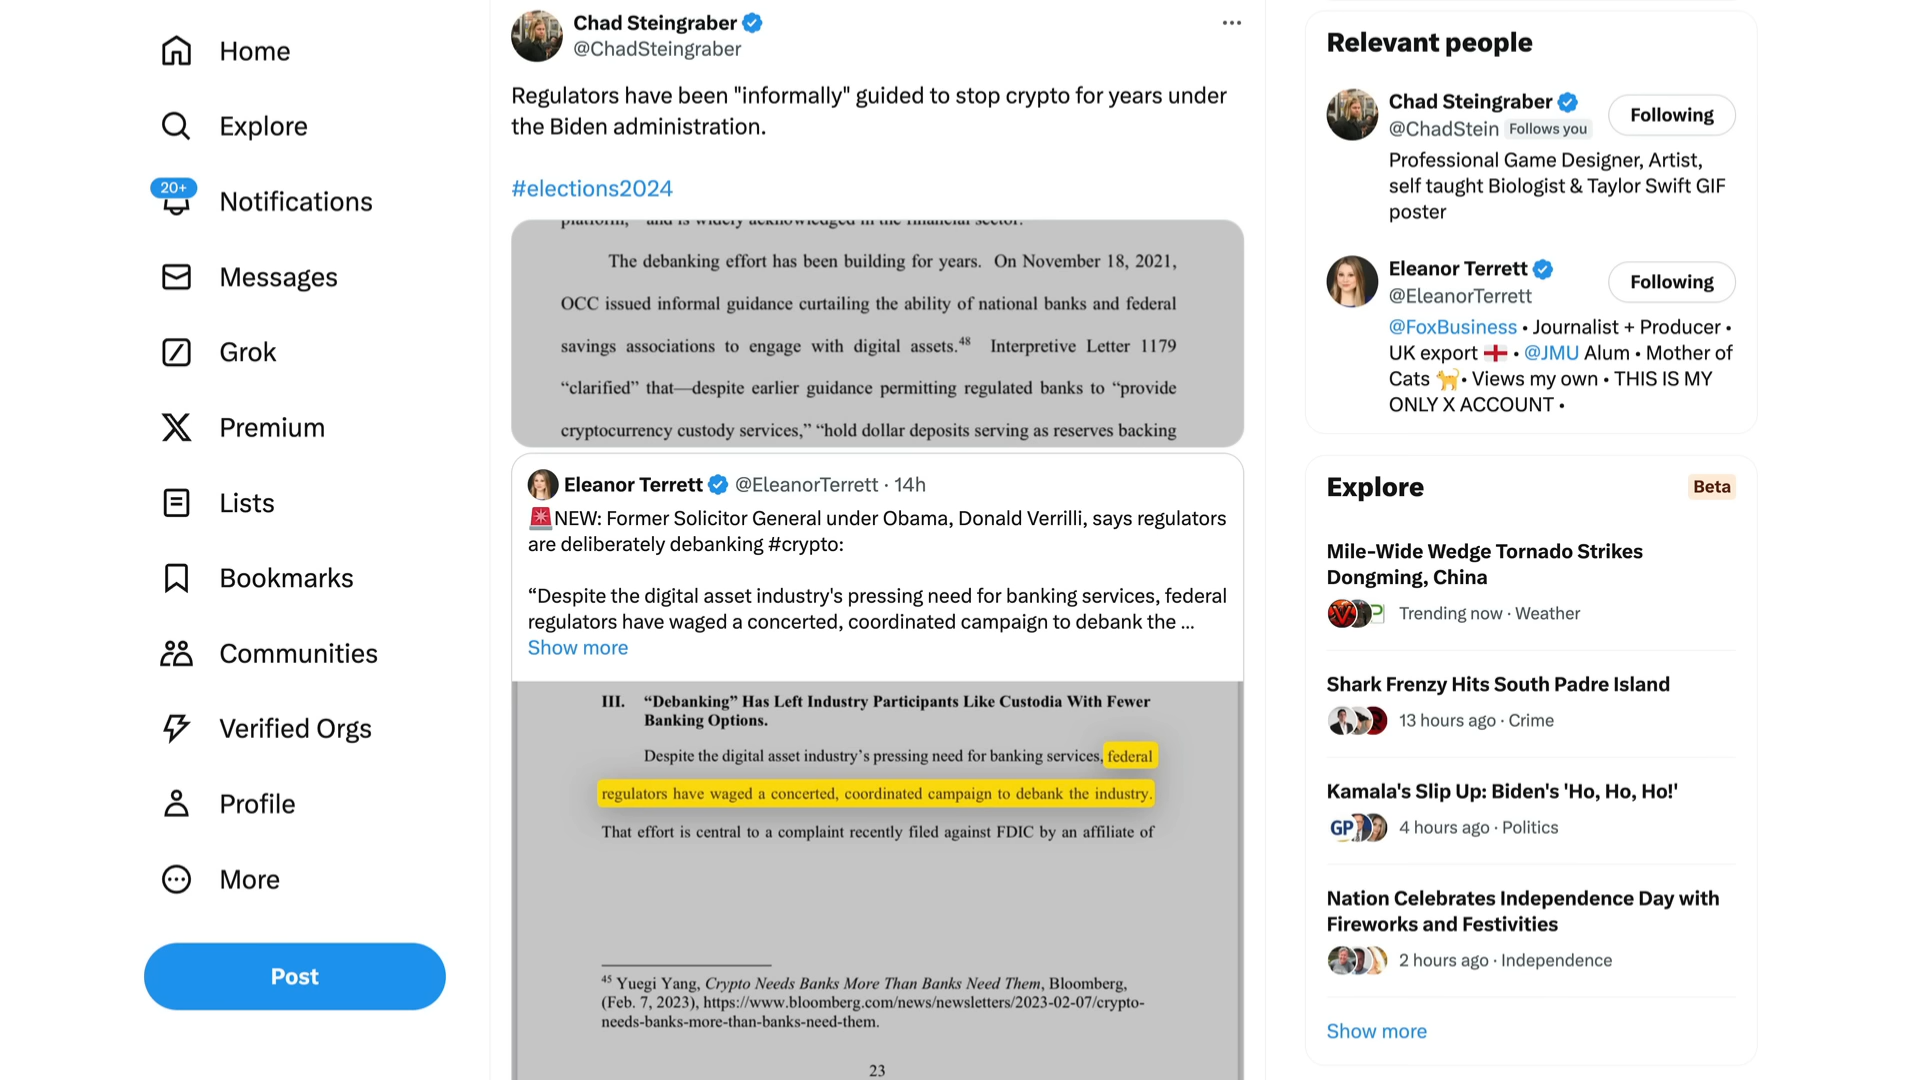 Home
Explore
20+
Notifications
Messages
Grok
Premium
Lists
Bookmarks
Communities
Verified Orgs
Profile
More
Post
Chad Steingraber
@ChadSteingraber
Regulators have been "informally" guided to stop crypto for years under
the Biden administration.
#elections2024
platform," and is widely acknowledged in the financial sector.
The debanking effort has been building for years. On November 18, 2021,
OCC issued informal guidance curtailing the ability of national banks and federal
savings associations to engage with digital assets.48 Interpretive Letter 1179
“clarified” that—despite earlier guidance permitting regulated banks to “provide
cryptocurrency custody services,” “hold dollar deposits serving as reserves backing
Eleanor Terrett @EleanorTerrett · 14h
NEW: Former Solicitor General under Obama, Donald Verrilli, says regulators
are deliberately debanking #crypto:
“Despite the digital asset industry's pressing need for banking services, federal
regulators have waged a concerted, coordinated campaign to debank the ...
Show more
III. “Debanking” Has Left Industry Participants Like Custodia With Fewer
Banking Options.
Despite the digital asset industry’s pressing need for banking services, federal
regulators have waged a concerted, coordinated campaign to debank the industry.
That effort is central to a complaint recently filed against FDIC by an affiliate of
45 Yuegi Yang, Crypto Needs Banks More Than Banks Need Them, Bloomberg,
(Feb. 7, 2023), https://www.bloomberg.com/news/newsletters/2023-02-07/crypto-
needs-banks-more-than-banks-need-them.
23
Relevant people
Chad Steingraber
@ChadStein Follows you
Following
Professional Game Designer, Artist,
self taught Biologist & Taylor Swift GIF
poster
Eleanor Terrett
@EleanorTerrett
Following
@FoxBusiness • Journalist + Producer •
UK export • @JMU Alum • Mother of
Cats • Views my own • THIS IS MY
ONLY X ACCOUNT •
Explore
Beta
Mile-Wide Wedge Tornado Strikes
Dongming, China
Trending now · Weather
Shark Frenzy Hits South Padre Island
13 hours ago · Crime
Kamala's Slip Up: Biden's 'Ho, Ho, Ho!'
GP
4 hours ago · Politics
Nation Celebrates Independence Day with
Fireworks and Festivities
2 hours ago · Independence
Show more